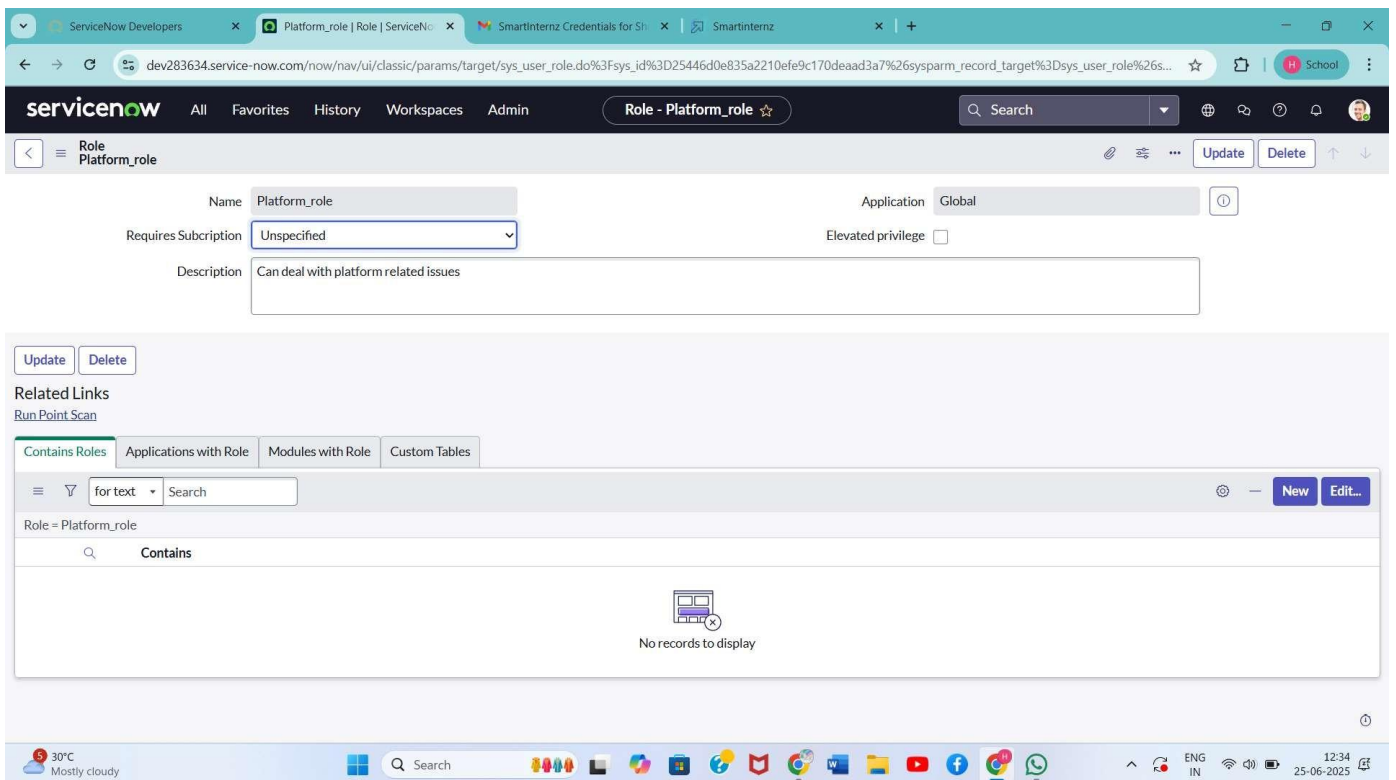 ServiceNow Developers
Platform_role | Role | ServiceNo
SmartInternz Credentials for Sh
Smartinternz
dev283634.service-now.com/now/nav/ui/classic/params/target/sys_user_role.do%3Fsys_id%3D25446d0e835a2210efe9c170deaad3a7%26sysparm_record_target%3Dsys_user_role%26s...
H School
servicenow All Favorites History Workspaces Admin Role - Platform_role Search
Role
Platform_role
Update Delete
Name Platform_role Application Global
Requires Subcription Unspecified Elevated privilege
Description Can deal with platform related issues
Update Delete
Related Links
Run Point Scan
Contains Roles Applications with Role Modules with Role Custom Tables
for text Search New Edit...
Role = Platform_role
Contains
No records to display
5 30°C
Mostly cloudy
Search
ENG
IN
12:34
25-06-2025